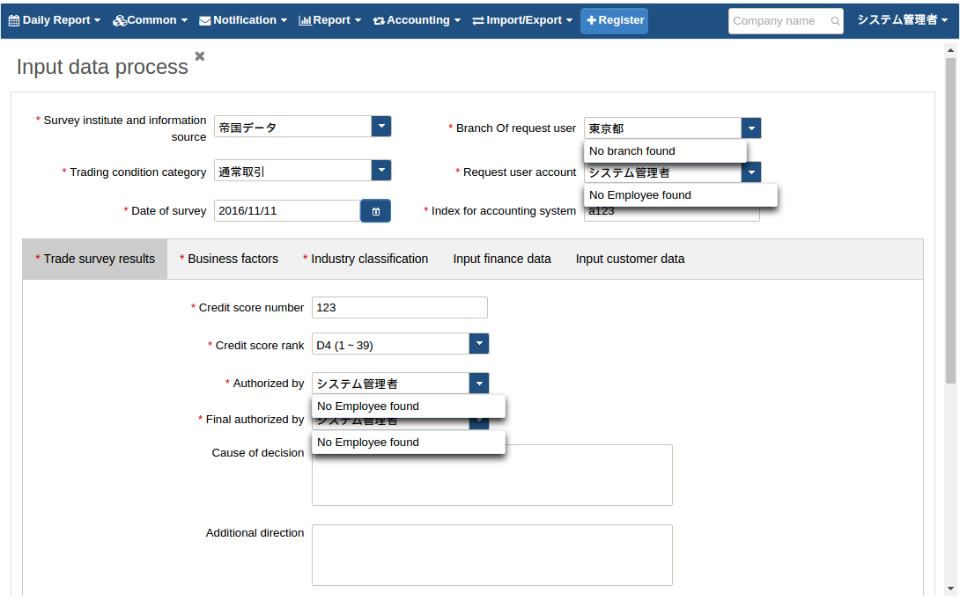 Daily Report Common Notification Report Accounting Import/Export Register Company name システム管理者
Input data process
* Survey institute and information source 帝国データ
* Branch Of request user 東京都
No branch found
* Trading condition category 通常取引
* Request user account システム管理者
No Employee found
* Date of survey 2016/11/11
* Index for accounting system a123
* Trade survey results * Business factors * Industry classification Input finance data Input customer data
* Credit score number 123
* Credit score rank D4 (1 ~ 39)
* Authorized by システム管理者
No Employee found
* Final authorized by システム管理者
No Employee found
Cause of decision
Additional direction